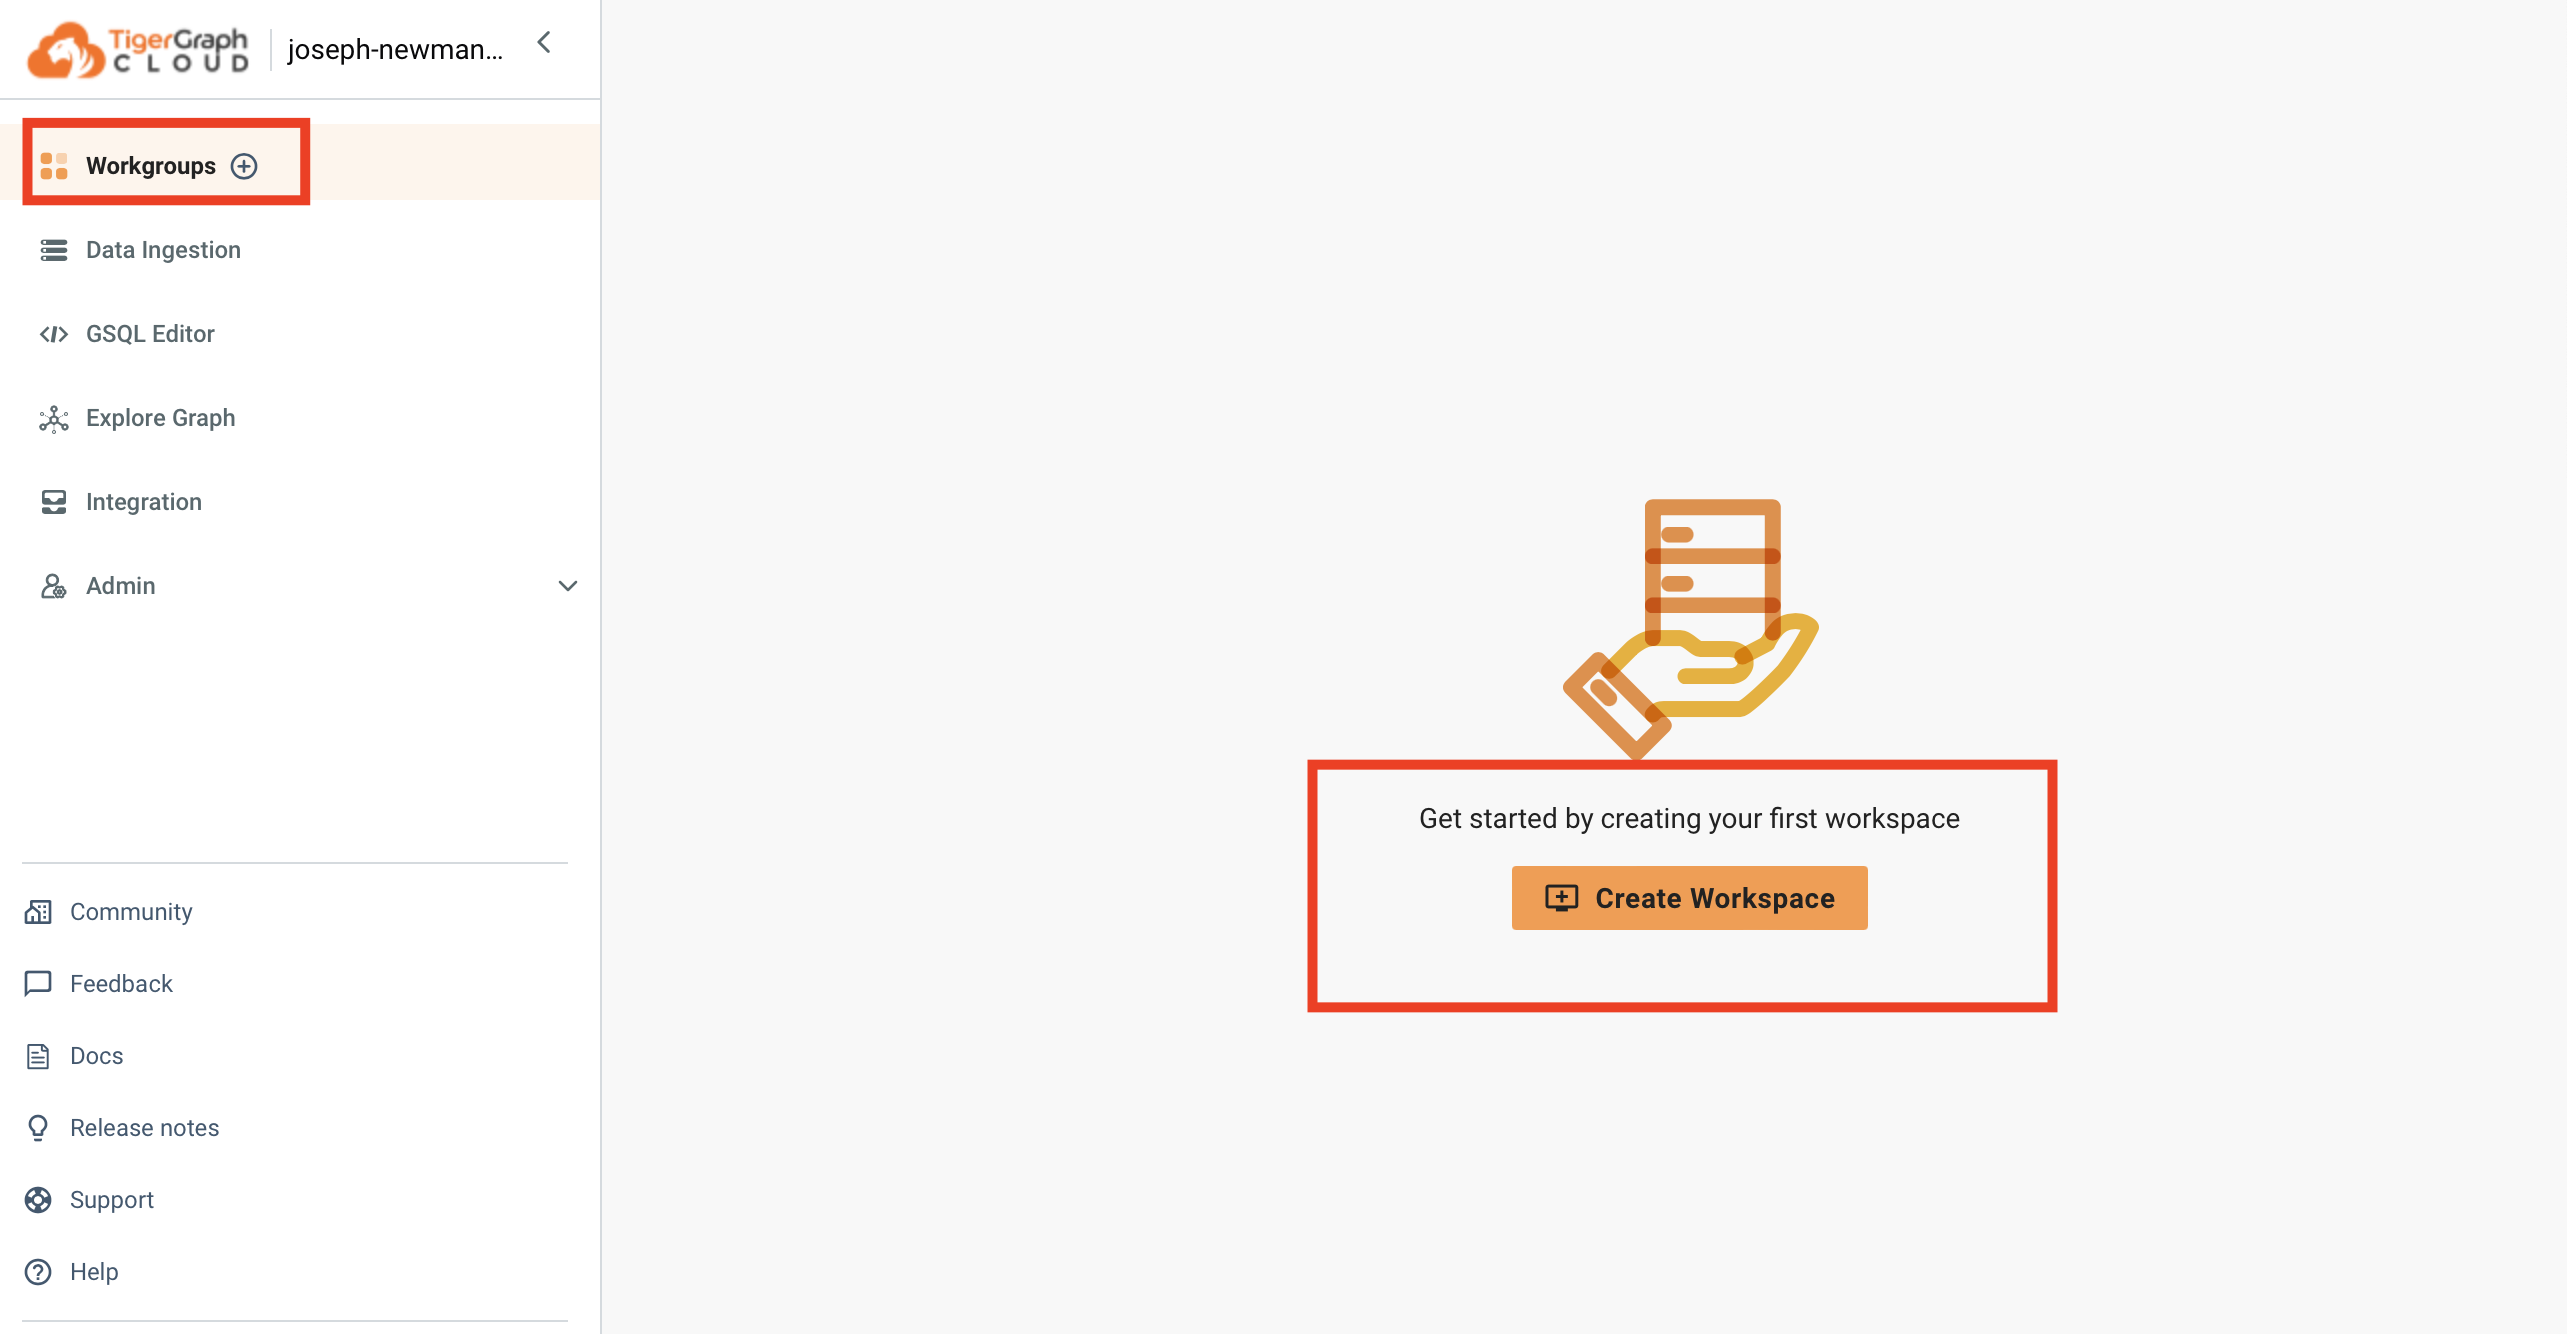 TigerGraph
CLOUD
joseph-newman...
Workgroups
Data Ingestion
GSQL Editor
Explore Graph
Integration
Admin
Community
Feedback
Docs
Release notes
Support
Help
Get started by creating your first workspace
Create Workspace